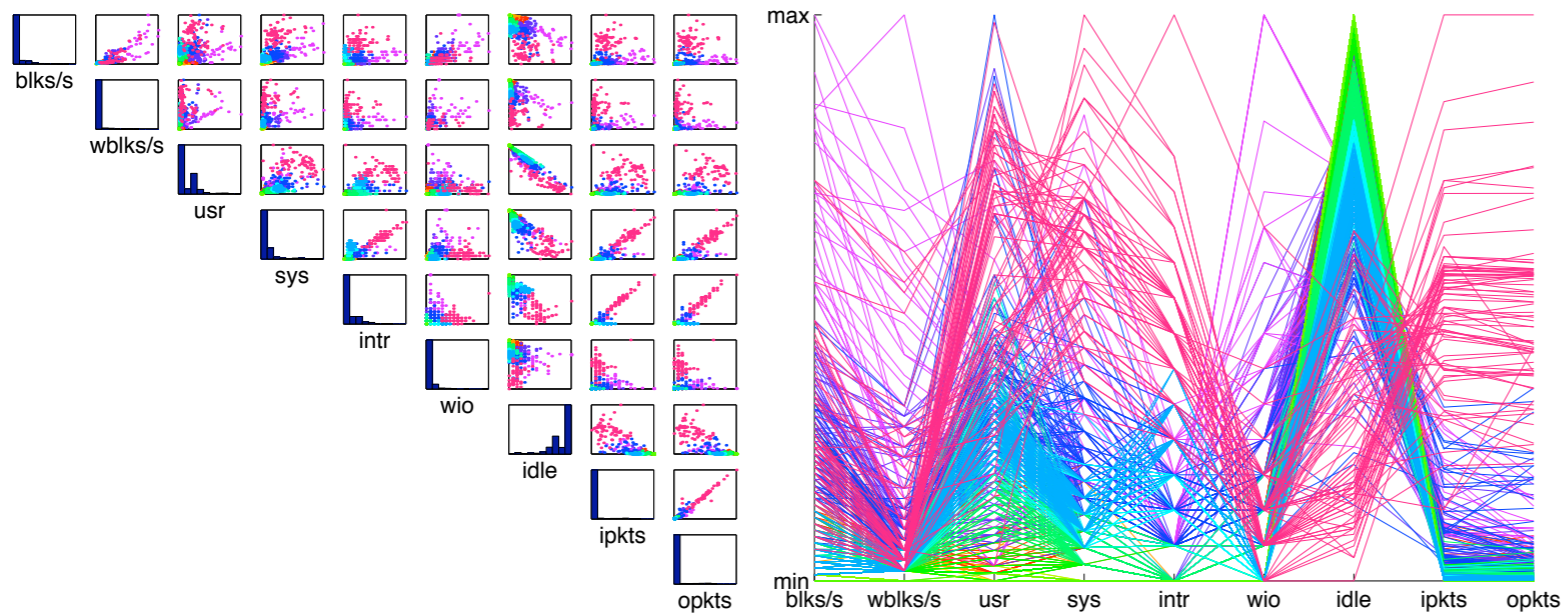 blks/s
wblks/s
usr
sys
intr
wio
idle
ipkts
opkts
max
min
blks/s wblks/s usr sys intr wio idle ipkts opkts